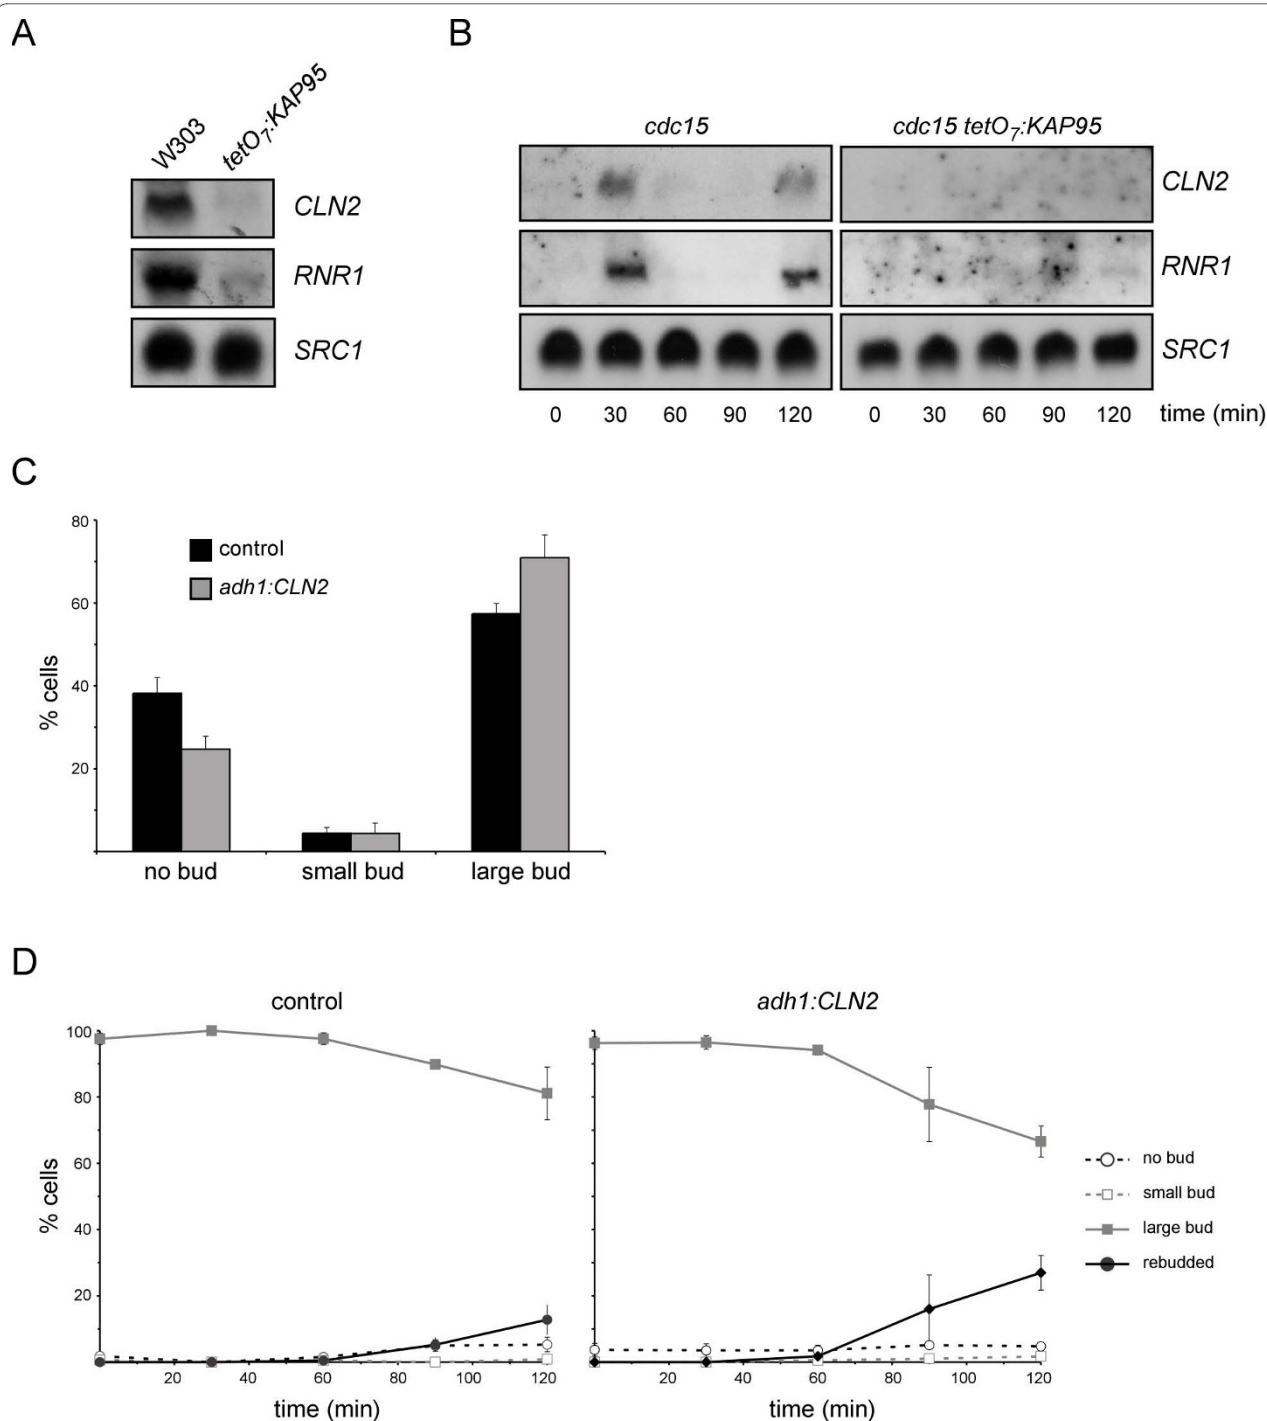 A
W303
tetO7:KAP95
CLN2
RNR1
SRC1
B
cdc15
cdc15 tetO7:KAP95
CLN2
RNR1
SRC1
0 30 60 90 120 0 30 60 90 120 time (min)
C
80
60
40
20
% cells
control
adh1:CLN2
no bud small bud large bud
D
control
100
80
60
40
20
% cells
20 40 60 80 100 120
time (min)
adh1:CLN2
20 40 60 80 100 120
time (min)
no bud
small bud
large bud
rebudded